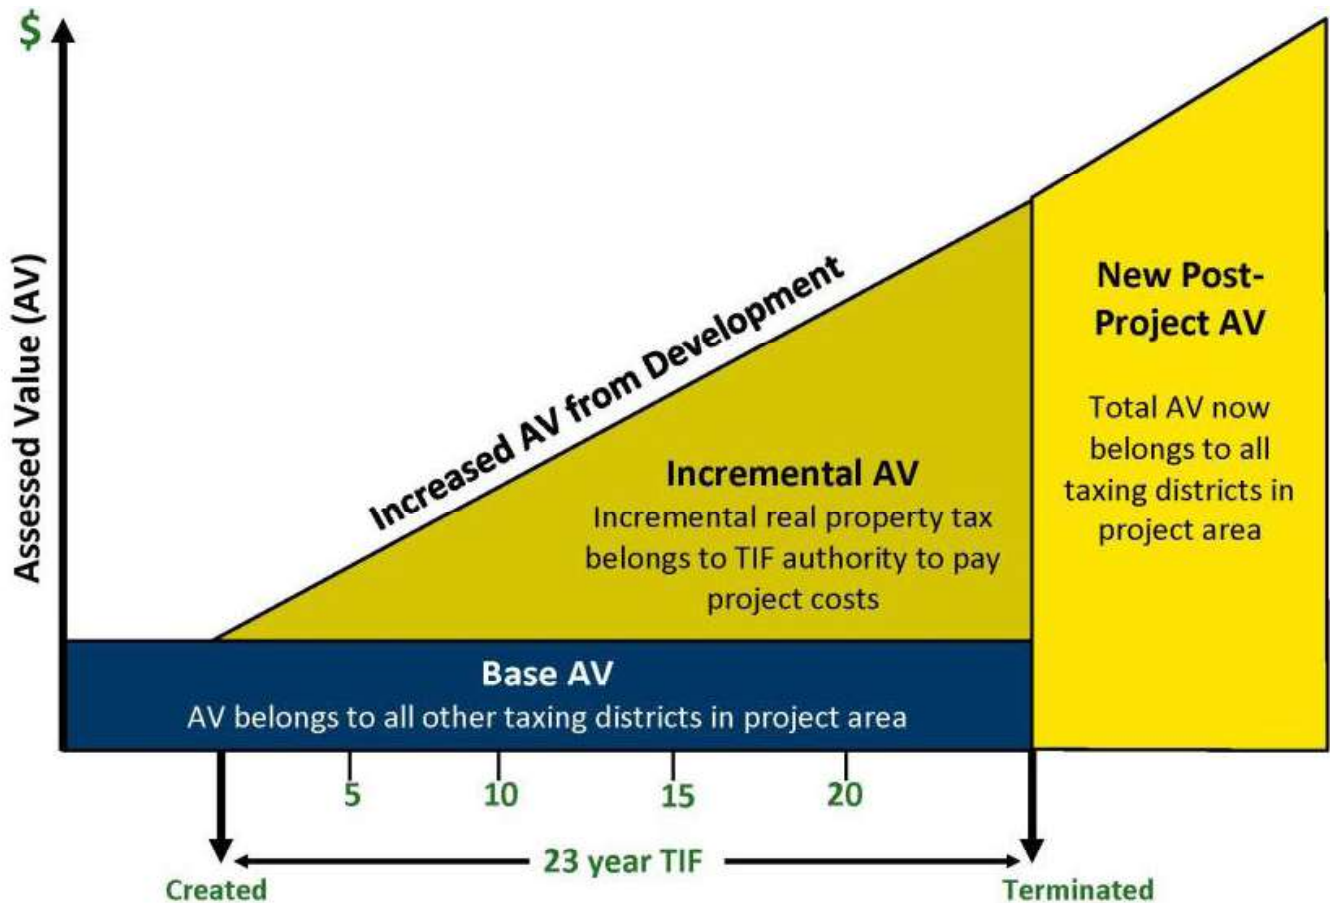 $
Assessed Value (AV)
Increased AV from Development
New Post-
Project AV
Total AV now
belongs to all
taxing districts in
project area
Incremental AV
Incremental real property tax
belongs to TIF authority to pay
project costs
Base AV
AV belongs to all other taxing districts in project area
5 10 15 20
23 year TIF
Created Terminated